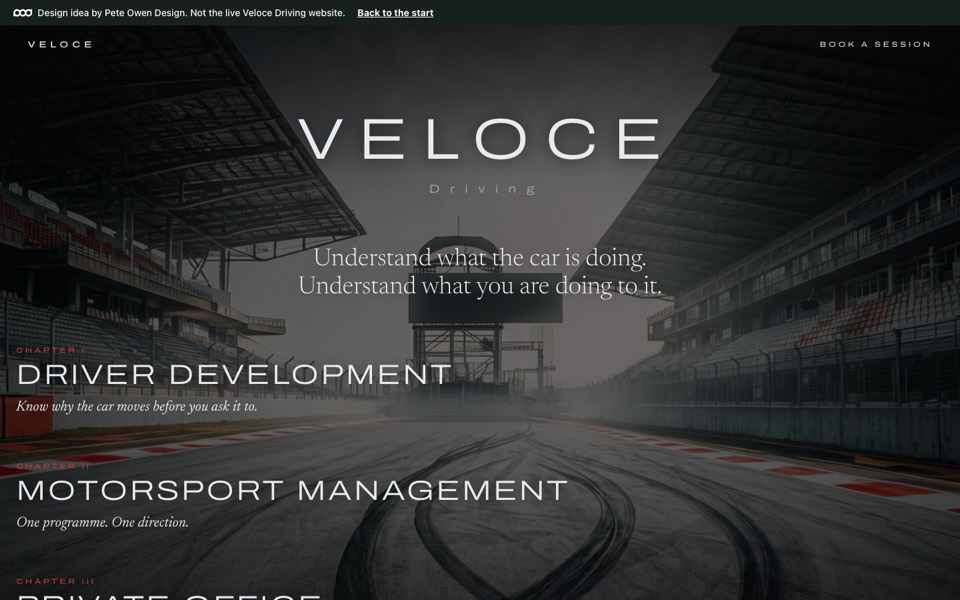 Design idea by Pete Owen Design. Not the live Veloce Driving website. Back to the start
VELOCE
BOOK A SESSION
VELOCE
Driving
Understand what the car is doing.
Understand what you are doing to it.
CHAPTER I
DRIVER DEVELOPMENT
Know why the car moves before you ask it to.
CHAPTER II
MOTORSPORT MANAGEMENT
One programme. One direction.
CHAPTER III
PRIVATE OFFICE